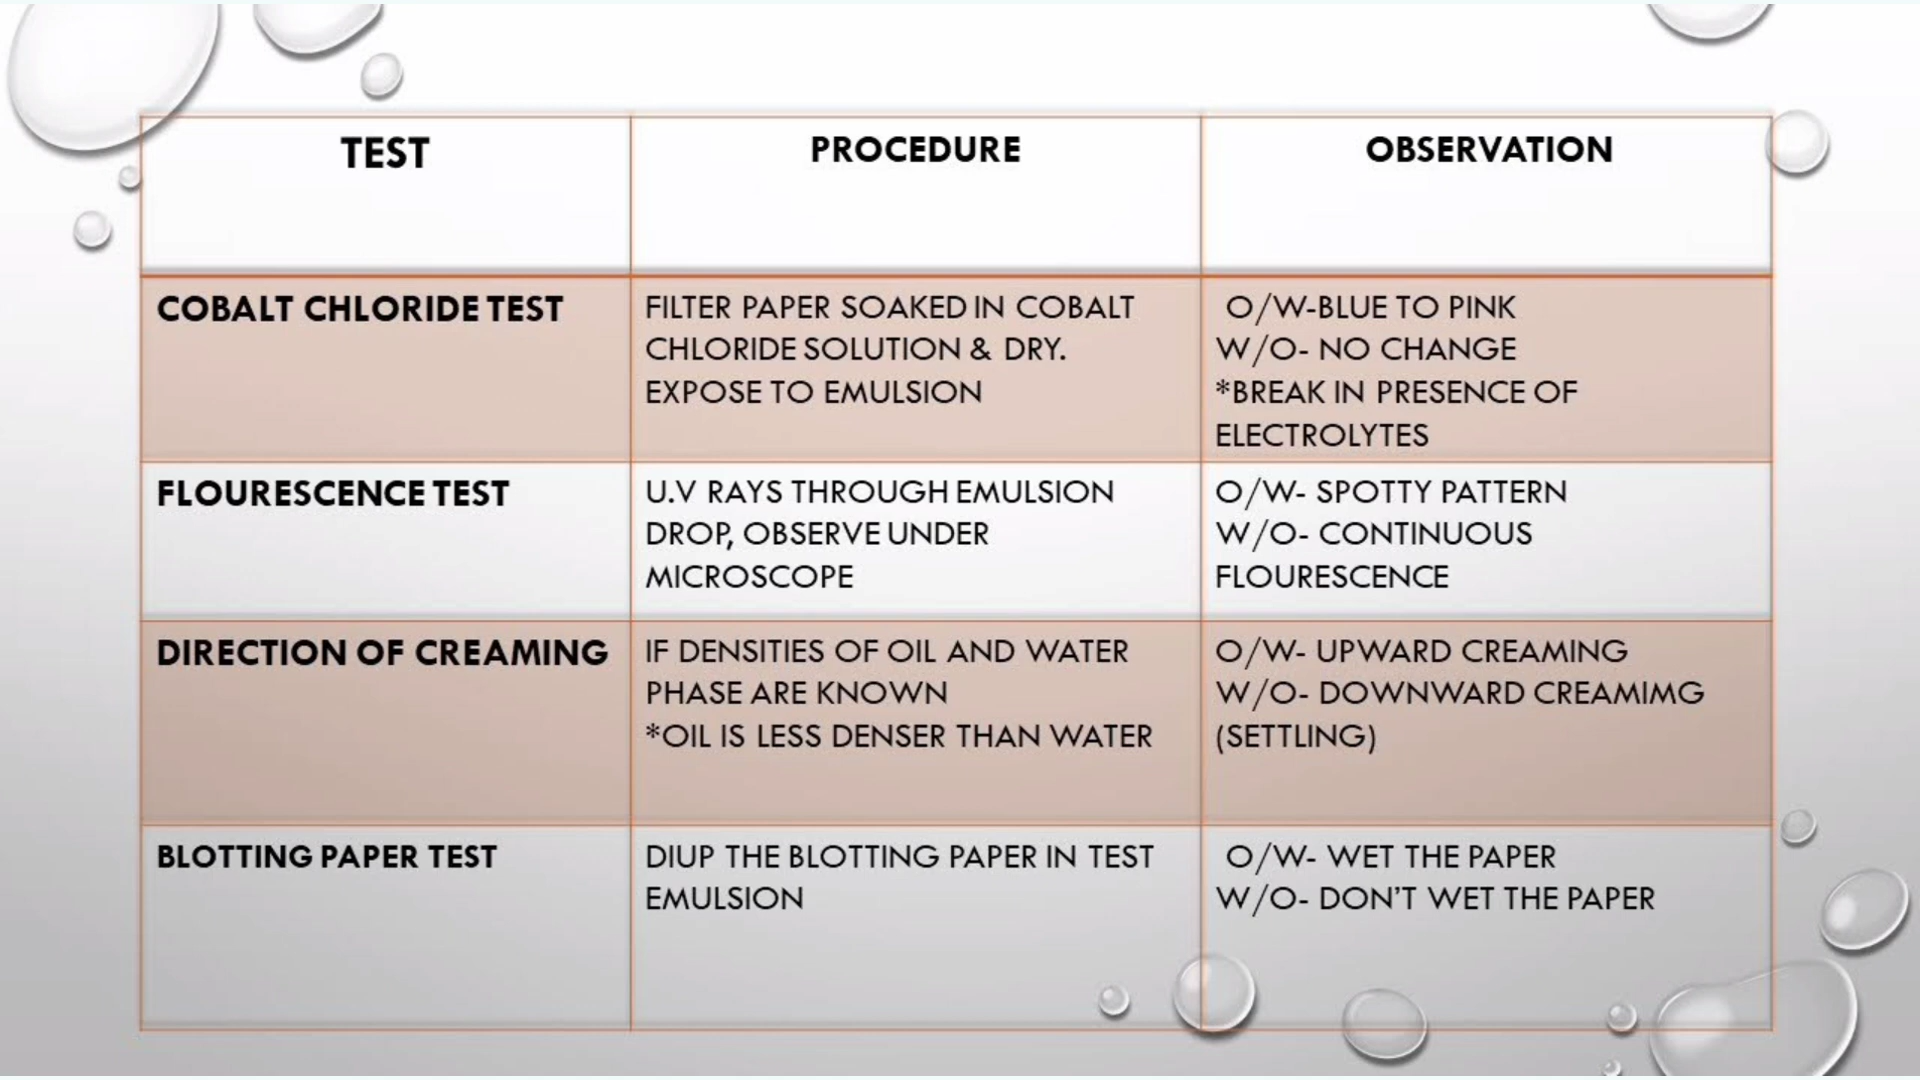 TEST
PROCEDURE
OBSERVATION
COBALT CHLORIDE TEST
FILTER PAPER SOAKED IN COBALT
CHLORIDE SOLUTION & DRY.
EXPOSE TO EMULSION
O/W-BLUE TO PINK
W/O- NO CHANGE
*BREAK IN PRESENCE OF
ELECTROLYTES
FLOURESCENCE TEST
U.V RAYS THROUGH EMULSION
DROP, OBSERVE UNDER
MICROSCOPE
O/W- SPOTTY PATTERN
W/O- CONTINUOUS
FLOURESCENCE
DIRECTION OF CREAMING
IF DENSITIES OF OIL AND WATER
PHASE ARE KNOWN
*OIL IS LESS DENSER THAN WATER
O/W- UPWARD CREAMING
W/O- DOWNWARD CREAMIMG
(SETTLING)
BLOTTING PAPER TEST
DIUP THE BLOTTING PAPER IN TEST
EMULSION
O/W- WET THE PAPER
W/O- DON'T WET THE PAPER